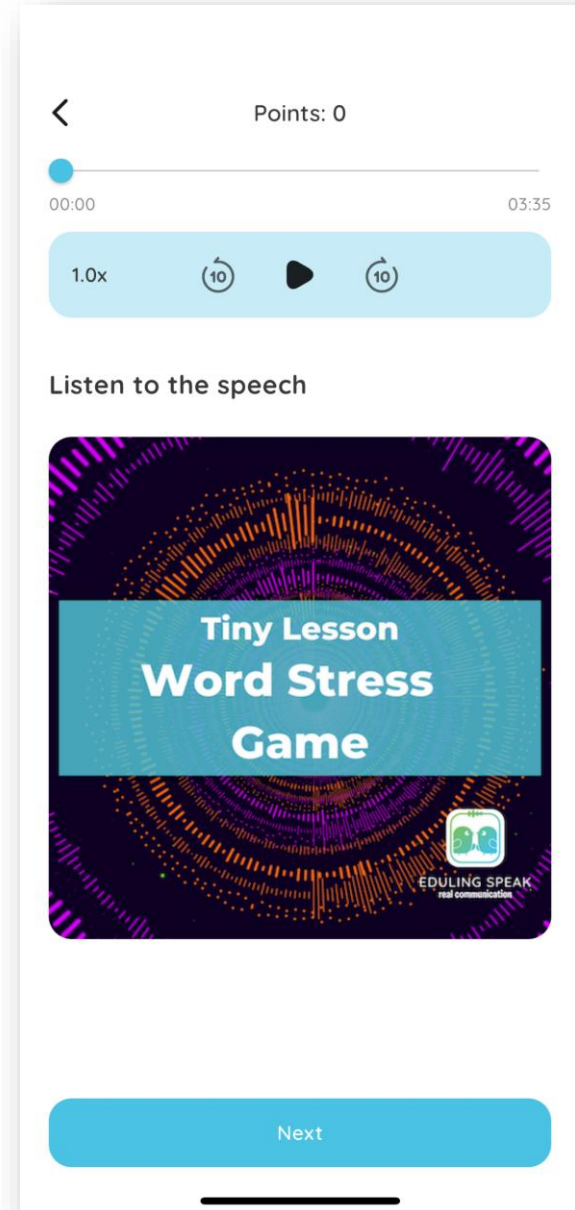 Points: 0
00:00 03:35
1.0x 10 10
Listen to the speech
Tiny Lesson
Word Stress
Game
EDULING SPEAK
real communication
Next